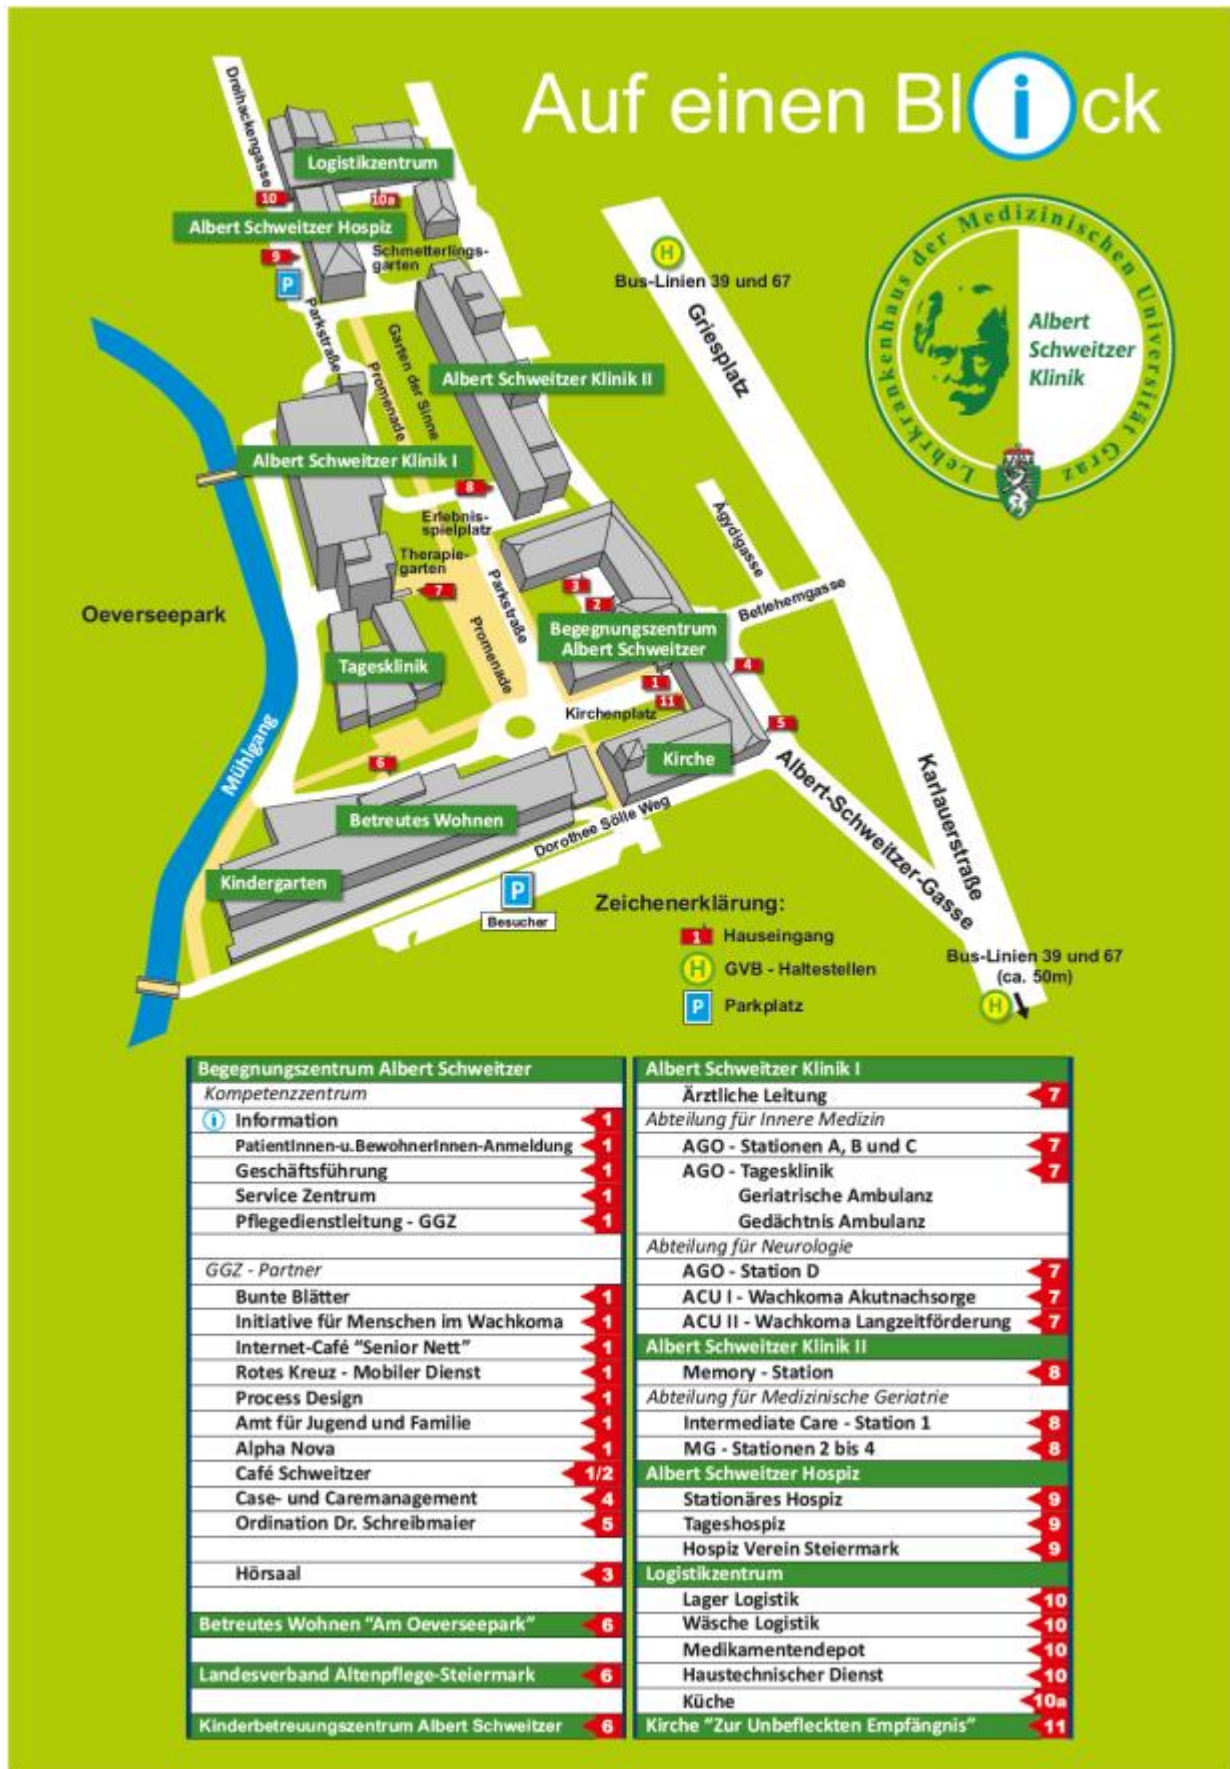 Auf einen Blick
Dreihackengasse
Logistikzentrum
10
10a
Albert Schweitzer Hospiz
Schmetterlings-
garten
9
P
Parkstraße
Garten der Sinne
Promenade
Albert Schweitzer Klinik II
H
Bus-Linien 39 und 67
Griesplatz
Lehrkrankenhaus der Medizinischen Universität Graz
Albert
Schweitzer
Klinik
Albert Schweitzer Klinik I
8
Erlebnis-
spielplatz
Therapie-
garten
7
Parkstraße
Promenade
Ägydigasse
Betlehemgasse
3
2
Begegnungszentrum
Albert Schweitzer
Oeverseepark
Tagesklinik
4
1
11
Kirchenplatz
5
Mühlgang
6
Kirche
Betreutes Wohnen
Dorothee Sölle Weg
Albert-Schweitzer-Gasse
Karlauerstraße
Kindergarten
P
Besucher
Zeichenerklärung:
1 Hauseingang
H GVB - Haltestellen
P Parkplatz
Bus-Linien 39 und 67
(ca. 50m)
H
Begegnungszentrum Albert Schweitzer
Kompetenzzentrum
i Information 1
PatientInnen-u.BewohnerInnen-Anmeldung 1
Geschäftsführung 1
Service Zentrum 1
Pflegedienstleitung - GGZ 1
GGZ - Partner
Bunte Blätter 1
Initiative für Menschen im Wachkoma 1
Internet-Café “Senior Nett” 1
Rotes Kreuz - Mobiler Dienst 1
Process Design 1
Amt für Jugend und Familie 1
Alpha Nova 1
Café Schweitzer 1/2
Case- und Caremanagement 4
Ordination Dr. Schreibmaier 5
Hörsaal 3
Betreutes Wohnen “Am Oeverseepark” 6
Landesverband Altenpflege-Steiermark 6
Kinderbetreuungszentrum Albert Schweitzer 6
Albert Schweitzer Klinik I
Ärztliche Leitung 7
Abteilung für Innere Medizin
AGO - Stationen A, B und C 7
AGO - Tagesklinik 7
Geriatrische Ambulanz
Gedächtnis Ambulanz
Abteilung für Neurologie
AGO - Station D 7
ACU I - Wachkoma Akutnachsorge 7
ACU II - Wachkoma Langzeitförderung 7
Albert Schweitzer Klinik II
Memory - Station 8
Abteilung für Medizinische Geriatrie
Intermediate Care - Station 1 8
MG - Stationen 2 bis 4 8
Albert Schweitzer Hospiz
Stationäres Hospiz 9
Tageshospiz 9
Hospiz Verein Steiermark 9
Logistikzentrum
Lager Logistik 10
Wäsche Logistik 10
Medikamentendepot 10
Haustechnischer Dienst 10
Küche 10a
Kirche “Zur Unbefleckten Empfängnis” 11